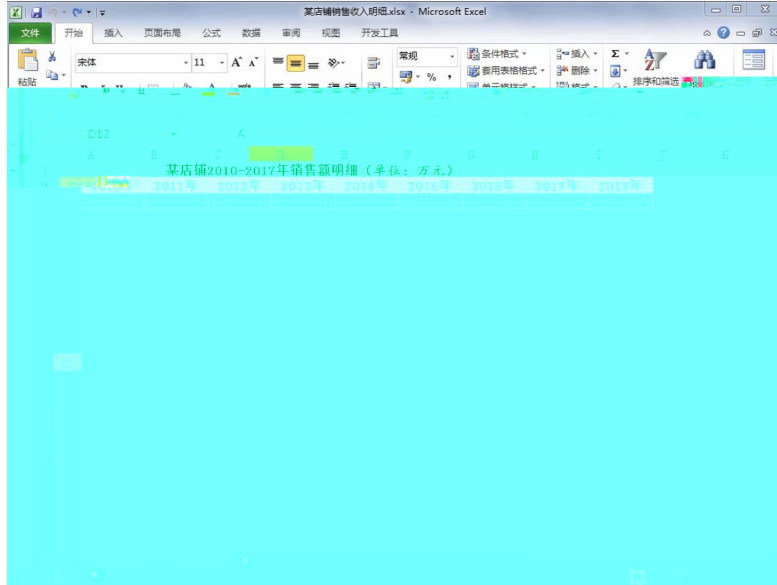 某店铺销售收入明细.xlsx - Microsoft Excel
文件 开始 插入 页面布局 公式 数据 审阅 视图 开发工具
宋体 11 A A 常规 条件格式 插入 Σ
粘贴 % , 套用表格格式 删除 排序和筛选
D13
A B C D E F G H I J K
某店铺2010-2017年销售额明细（单位：万元）
2011年 2012年 2013年 2014年 2015年 2016年 2017年 2018年